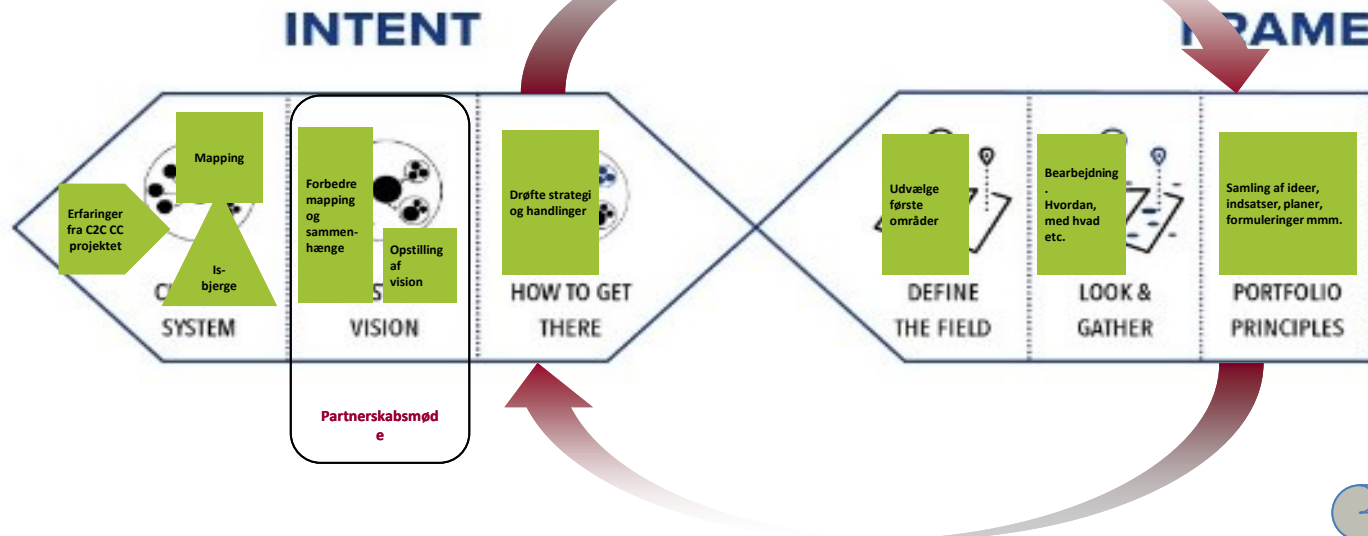 INTENT
FRAME
Mapping
Erfaringer
fra C2C CC
projektet
Is-
bjerge
SYSTEM
Forbedre
mapping
og
sammen-
hænge
Opstilling
af
vision
VISION
Drøfte strategi
og handlinger
HOW TO GET
THERE
Partnerskabsmød
e
Udvælge
første
områder
DEFINE
THE FIELD
Bearbejdning
.
Hvordan,
med hvad
etc.
LOOK &
GATHER
Samling af ideer,
indsatser, planer,
formuleringer mmm.
PORTFOLIO
PRINCIPLES